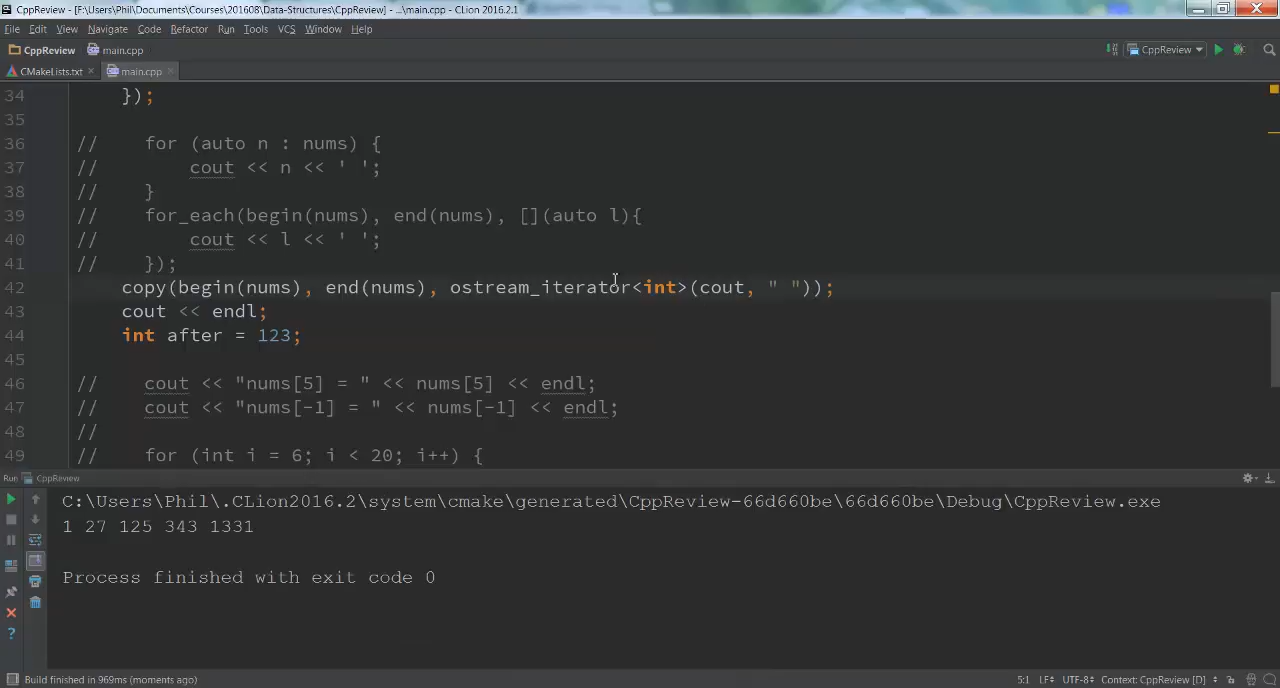 CppReview - [F:\Users\Phil\Documents\Courses\201608\Data-Structures\CppReview] - ...\main.cpp - CLion 2016.2.1
File Edit View Navigate Code Refactor Run Tools VCS Window Help
CppReview main.cpp CppReview
CMakeLists.txt main.cpp
34 });
35
36 // for (auto n : nums) {
37 // cout << n << ' ';
38 // }
39 // for_each(begin(nums), end(nums), [](auto l){
40 // cout << l << ' ';
41 // });
42 copy(begin(nums), end(nums), ostream_iterator<int>(cout, " "));
43 cout << endl;
44 int after = 123;
45
46 // cout << "nums[5] = " << nums[5] << endl;
47 // cout << "nums[-1] = " << nums[-1] << endl;
48 //
49 // for (int i = 6; i < 20; i++) {
Run CppReview
C:\Users\Phil\.CLion2016.2\system\cmake\generated\CppReview-66d660be\66d660be\Debug\CppReview.exe
1 27 125 343 1331
Process finished with exit code 0
Build finished in 969ms (moments ago) 5:1 LF UTF-8 Context: CppReview [D]